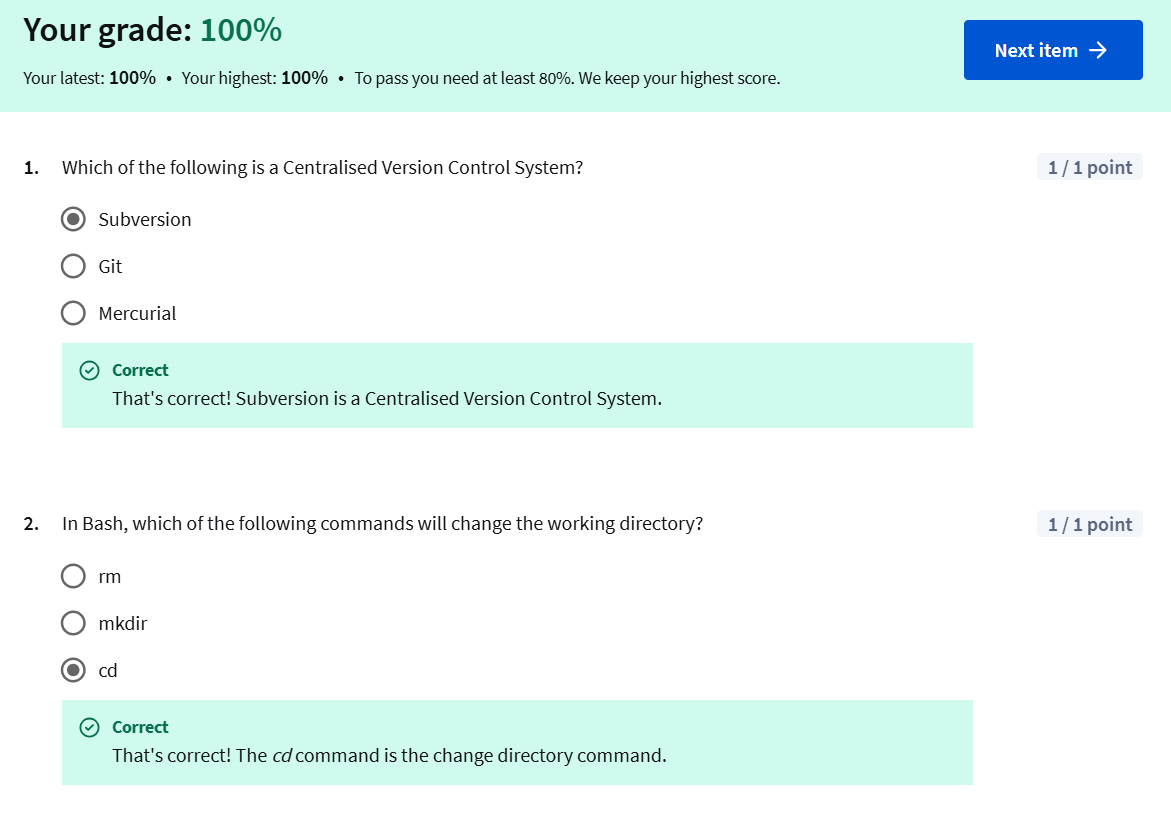 Your grade: 100%
Next item →
Your latest: 100% • Your highest: 100% • To pass you need at least 80%. We keep your highest score.
1. Which of the following is a Centralised Version Control System?
1 / 1 point
Subversion
Git
Mercurial
Correct
That's correct! Subversion is a Centralised Version Control System.
2. In Bash, which of the following commands will change the working directory?
1 / 1 point
rm
mkdir
cd
Correct
That's correct! The cd command is the change directory command.